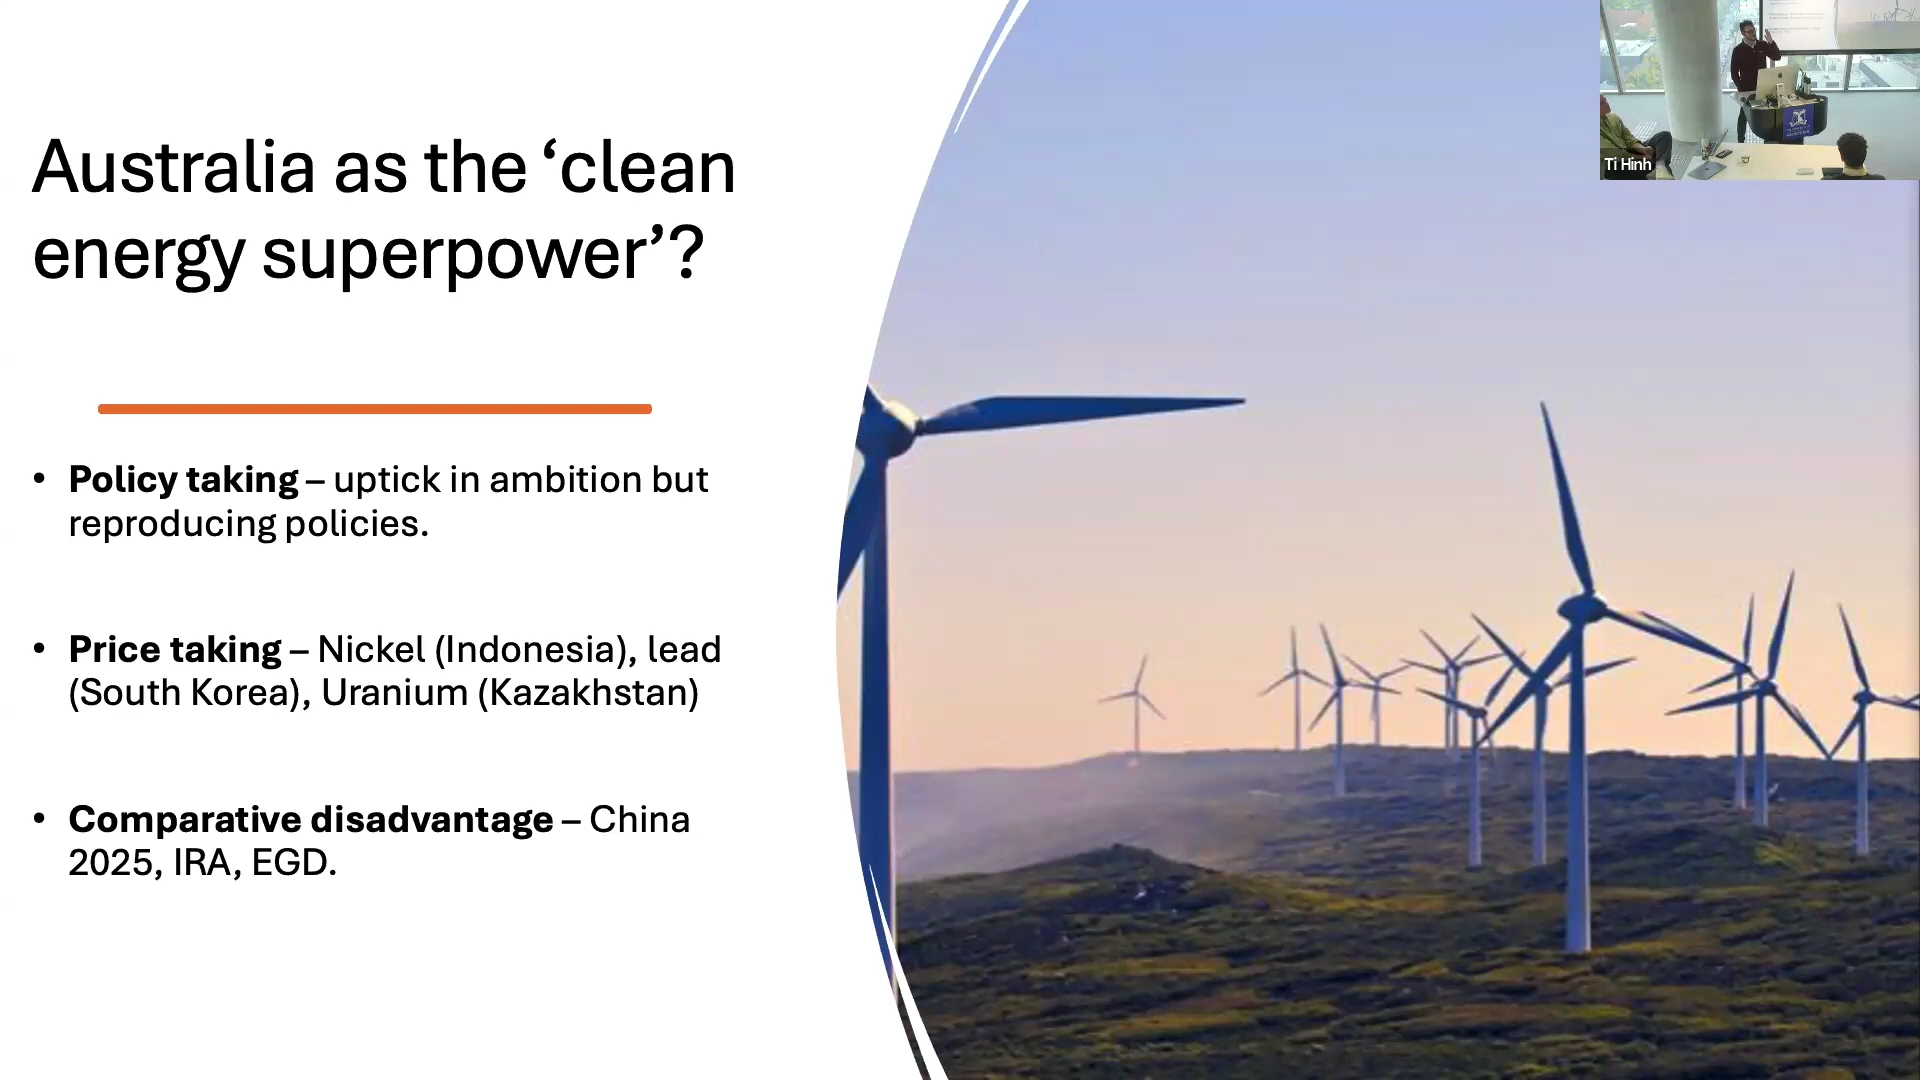 Australia as the ‘clean
energy superpower’?
• Policy taking – uptick in ambition but
reproducing policies.
• Price taking – Nickel (Indonesia), lead
(South Korea), Uranium (Kazakhstan)
• Comparative disadvantage – China
2025, IRA, EGD.
Ti Hinh